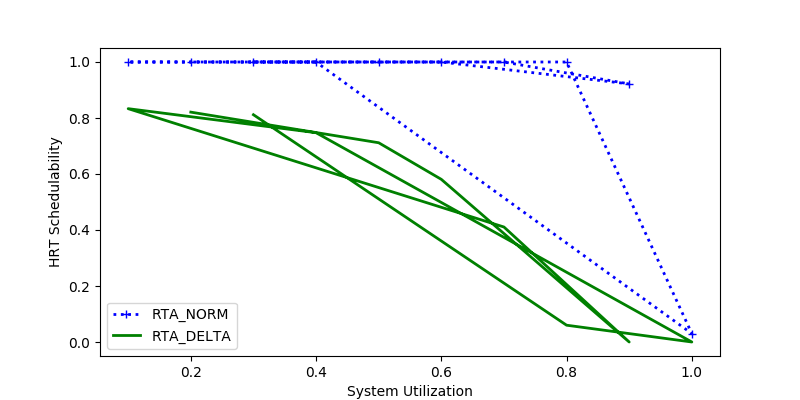 1.0
0.8
0.6
0.4
0.2
0.0
HRT Schedulability
RTA_NORM
RTA_DELTA
0.2 0.4 0.6 0.8 1.0
System Utilization